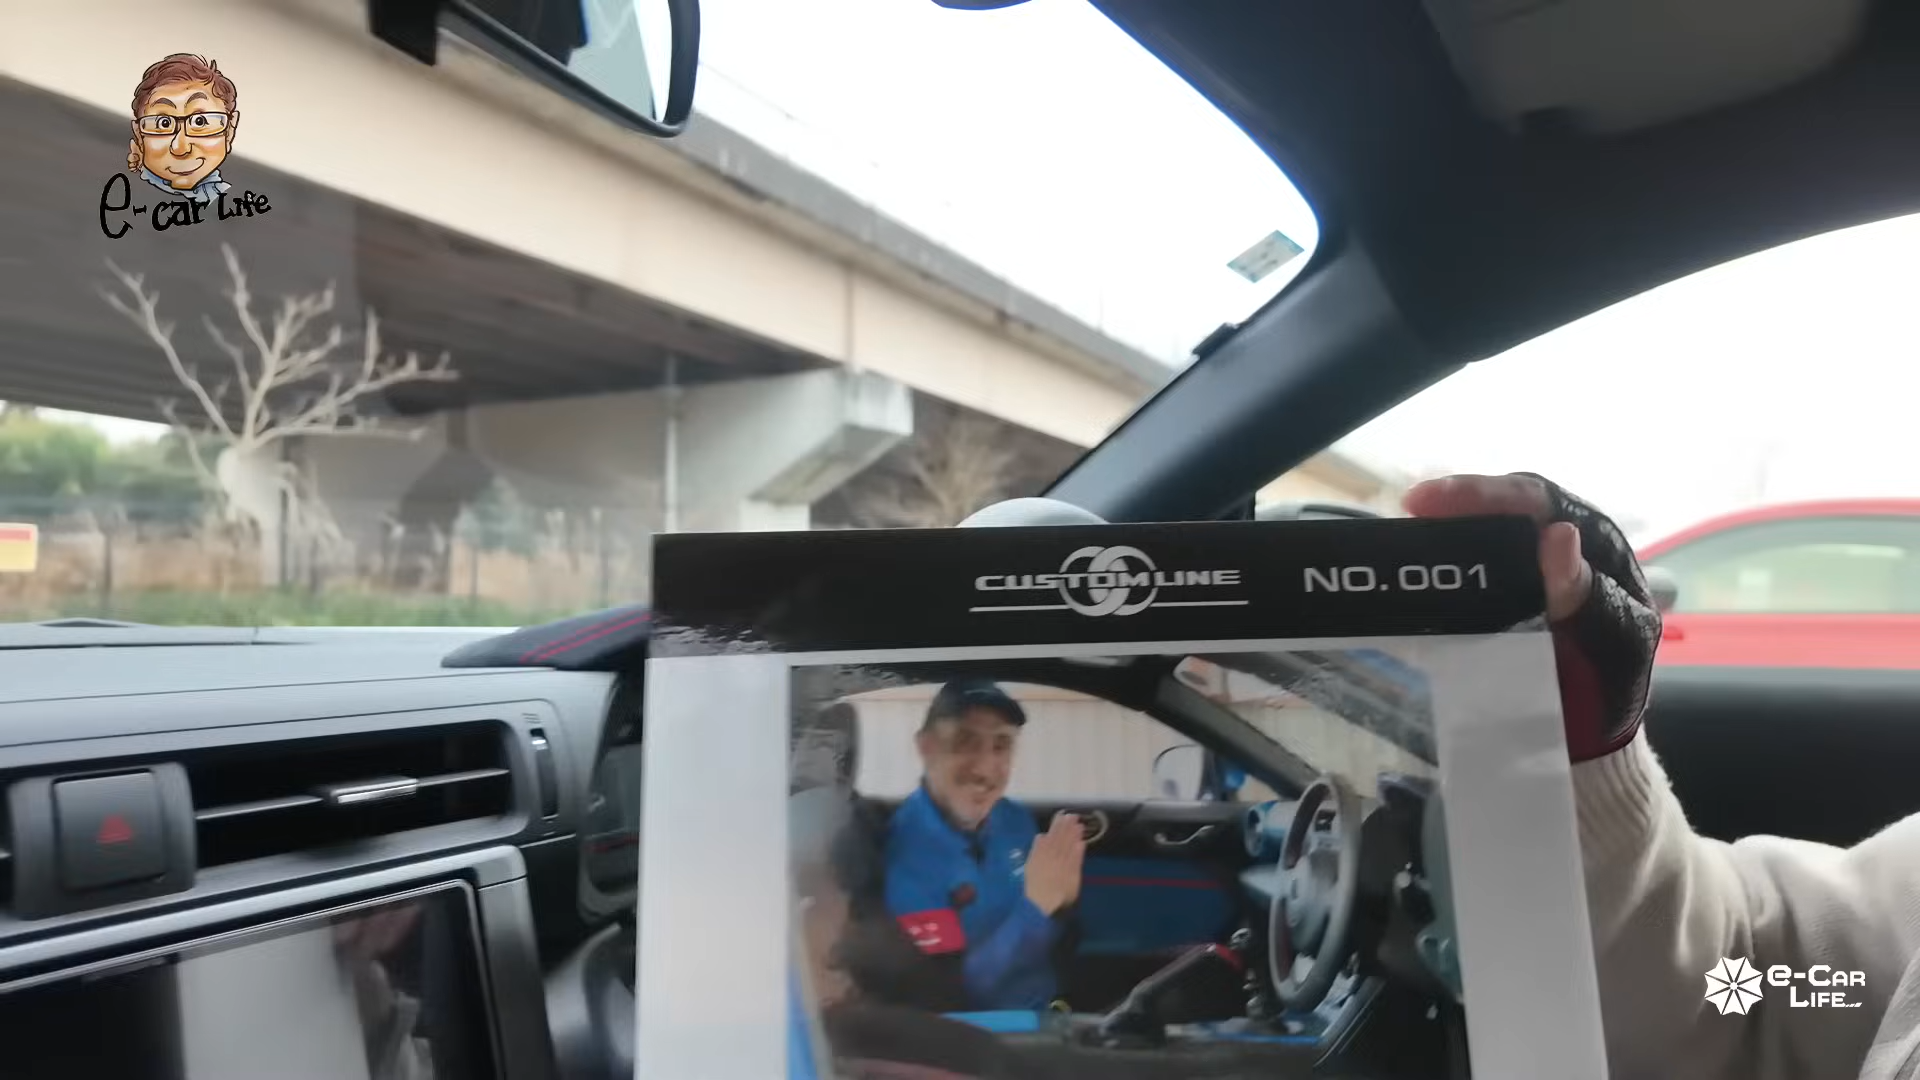 e-car Life
CUSTOMLINE
NO. 001
e-CAR
LIFE...